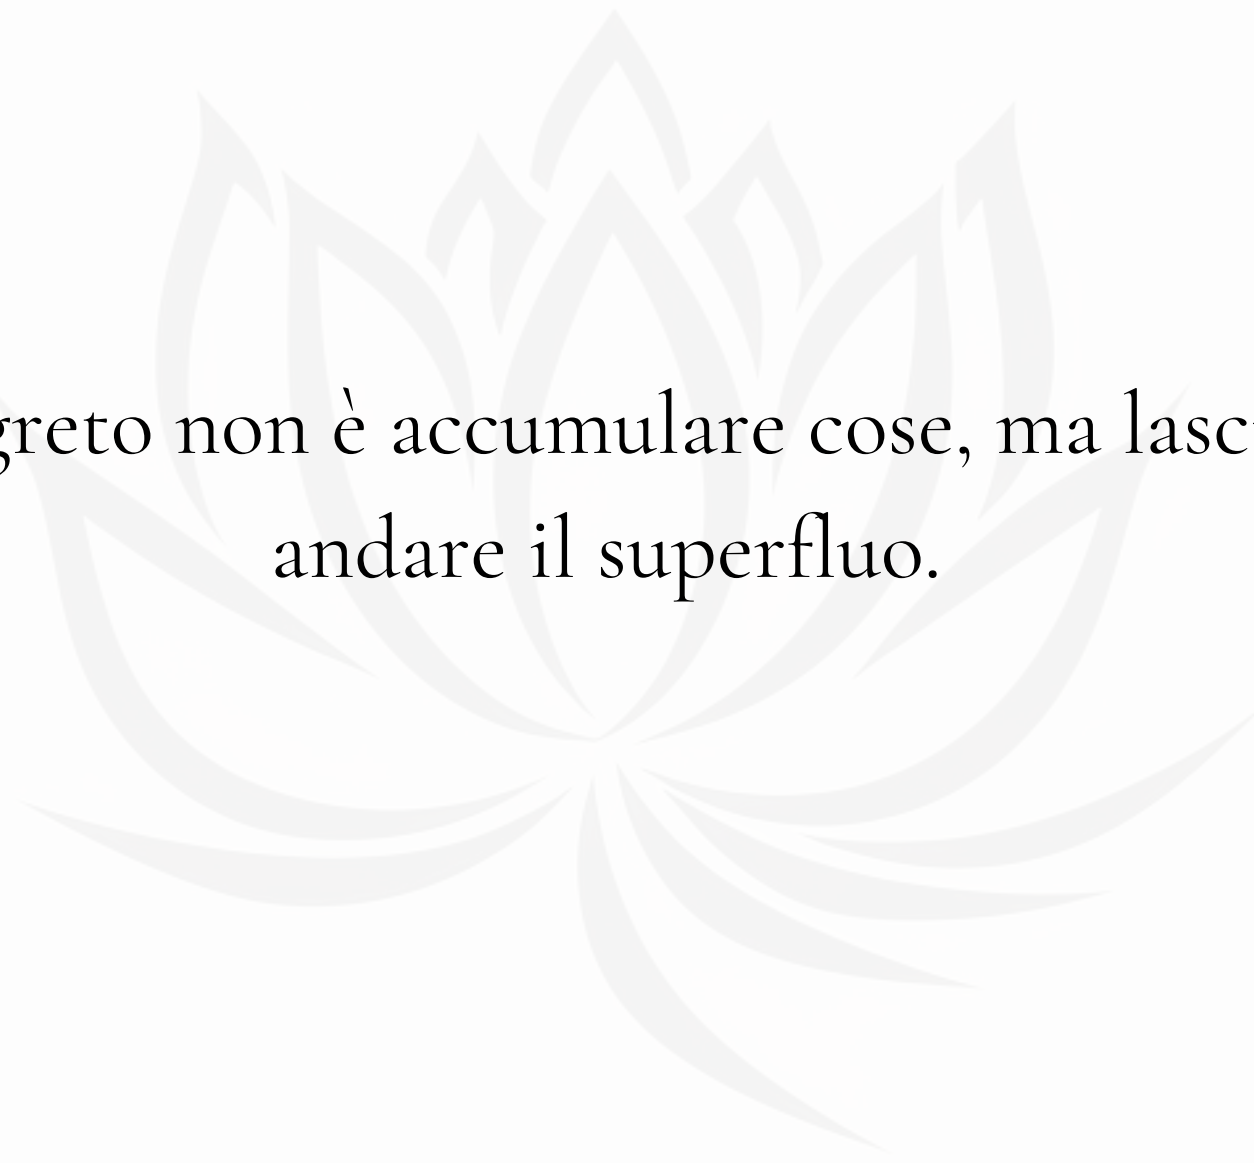 greto non è accumulare cose, ma lasc
andare il superfluo.